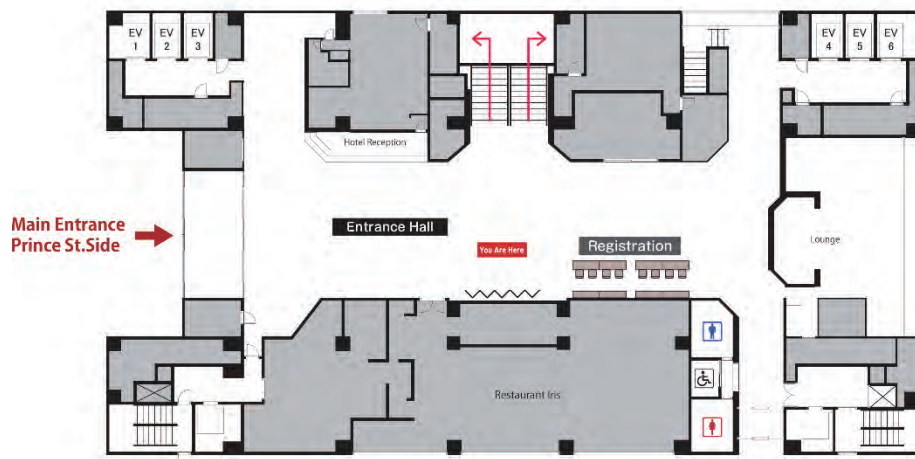 EV
1
EV
2
EV
3
EV
4
EV
5
EV
6
Hotel Reception
Main Entrance
Prince St.Side
Entrance Hall
You Are Here
Registration
Lounge
Restaurant Iris